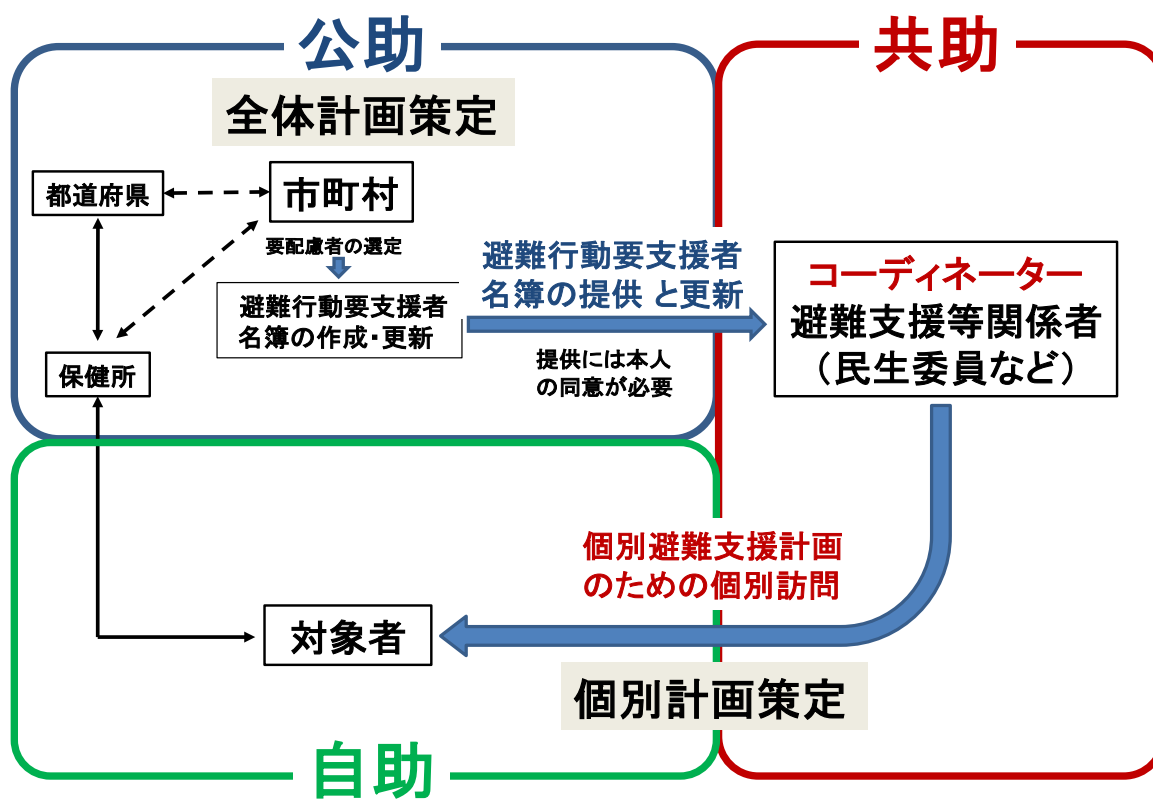 公助
共助
全体計画策定
都道府県
市町村
要配慮者の選定
避難行動要支援者
名簿の作成・更新
保健所
避難行動要支援者
名簿の提供 と更新
提供には本人
の同意が必要
コーディネーター
避難支援等関係者
（民生委員など）
個別避難支援計画
のための個別訪問
対象者
個別計画策定
自助